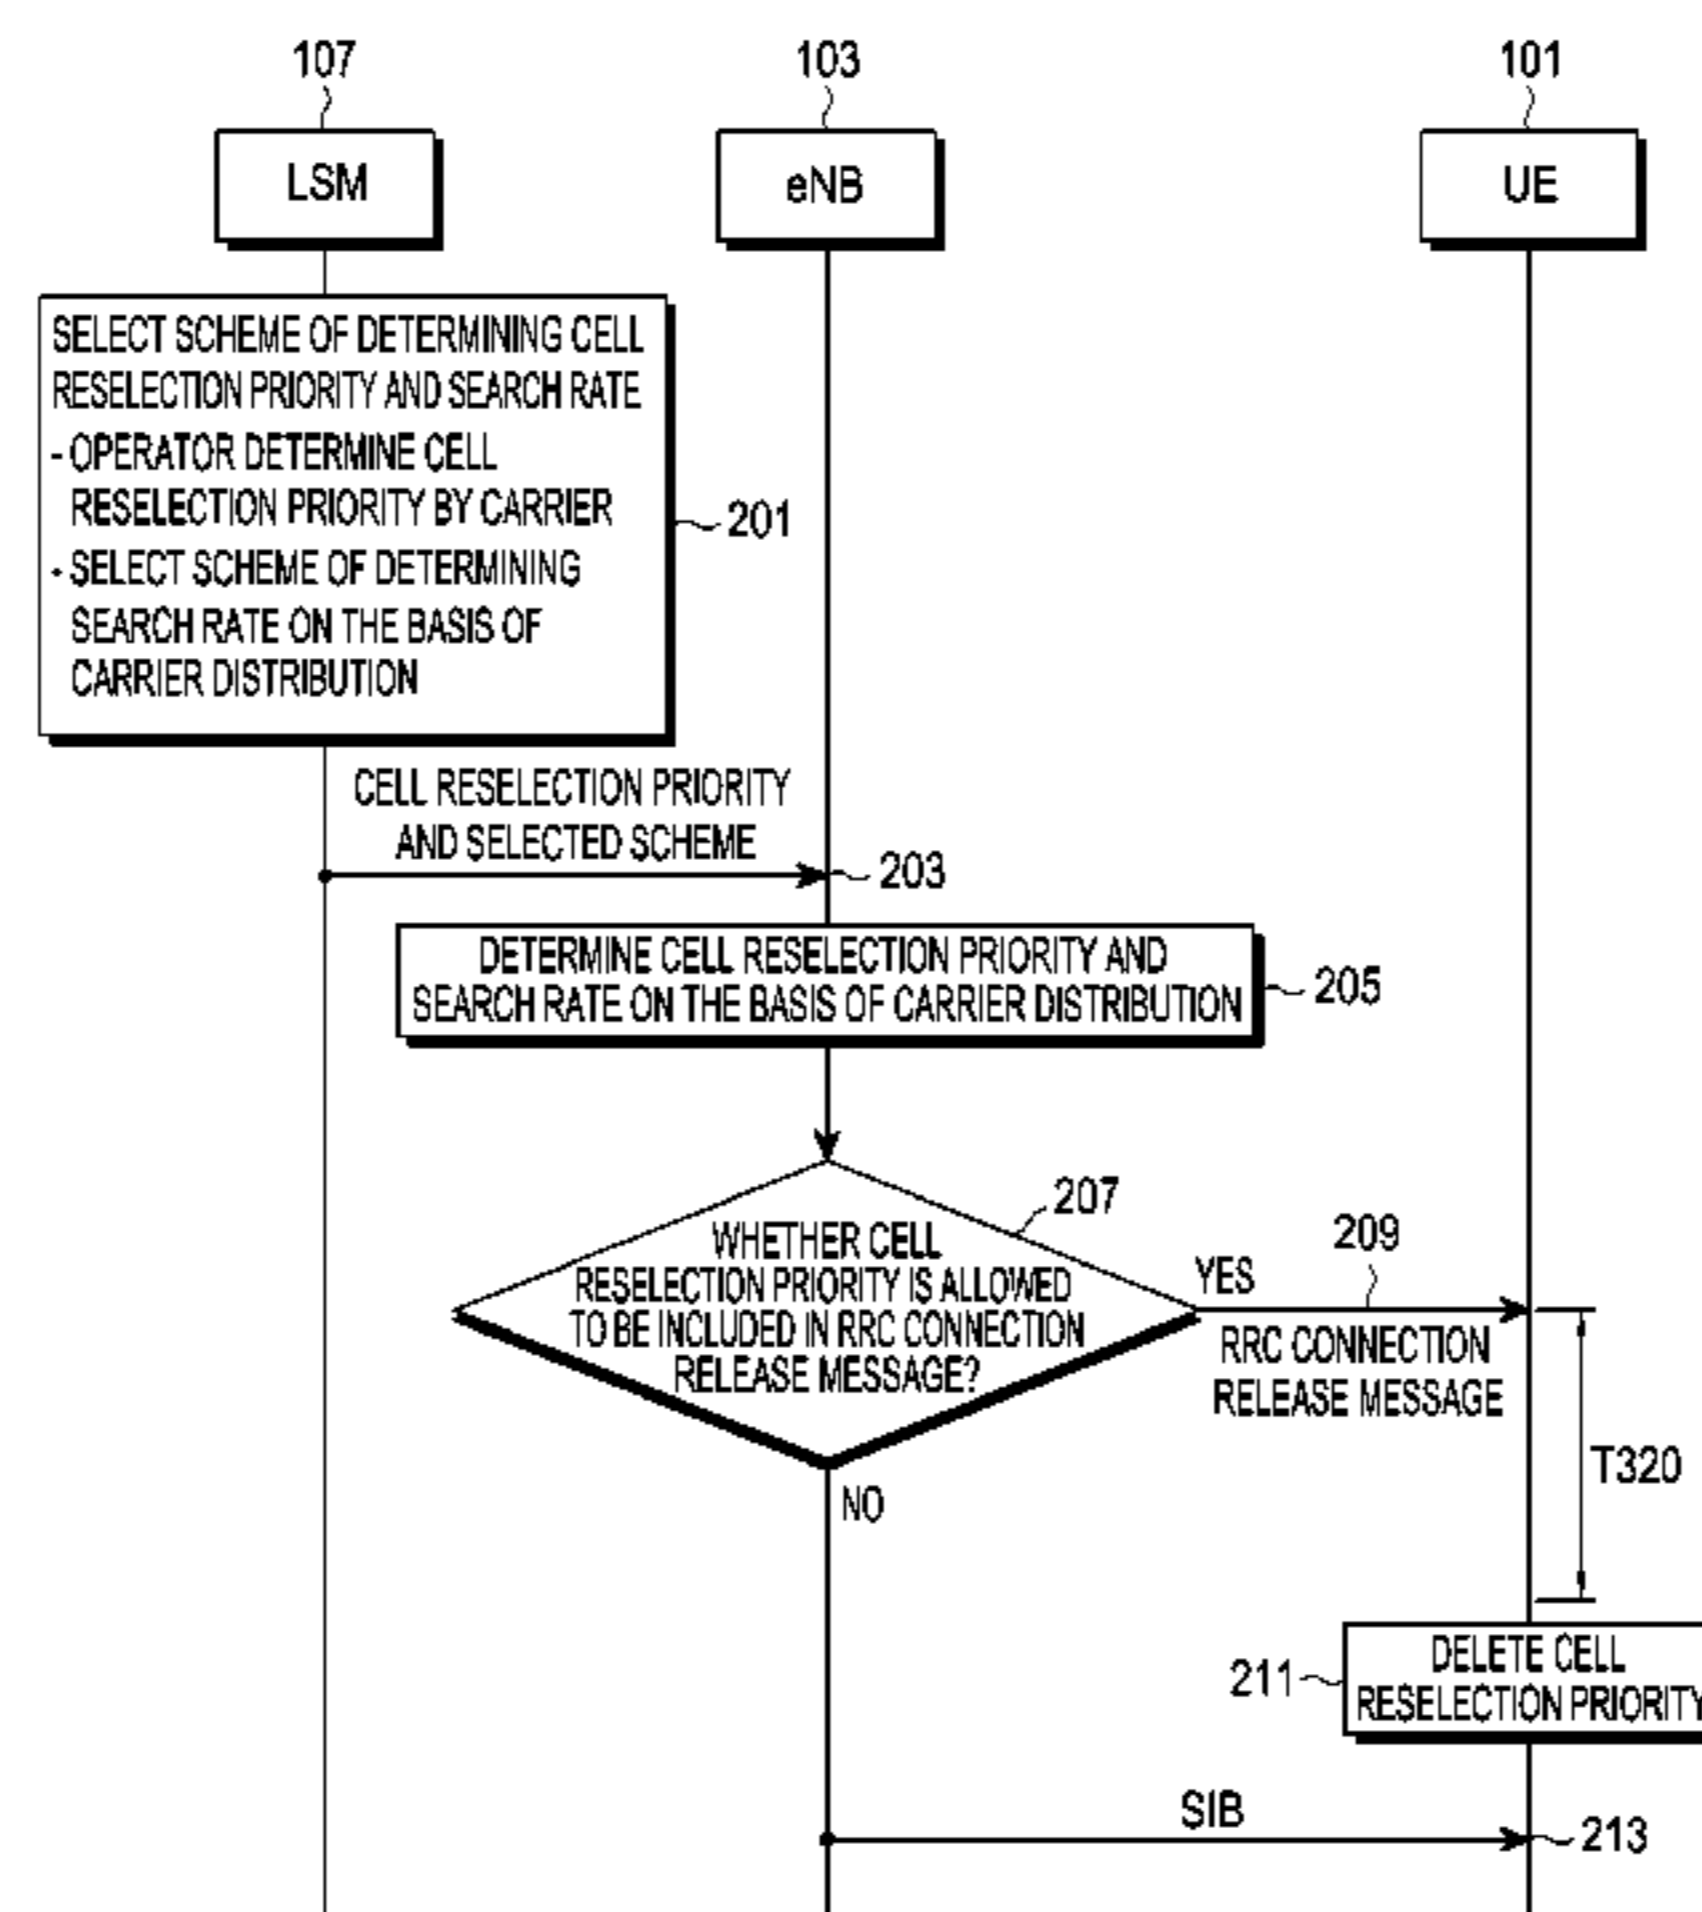 107
103
101
LSM
eNB
UE
SELECT SCHEME OF DETERMINING CELL
RESELECTION PRIORITY AND SEARCH RATE
- OPERATOR DETERMINE CELL
RESELECTION PRIORITY BY CARRIER
- SELECT SCHEME OF DETERMINING
SEARCH RATE ON THE BASIS OF
CARRIER DISTRIBUTION
201
CELL RESELECTION PRIORITY
AND SELECTED SCHEME
203
DETERMINE CELL RESELECTION PRIORITY AND
SEARCH RATE ON THE BASIS OF CARRIER DISTRIBUTION
205
207
WHETHER CELL
RESELECTION PRIORITY IS ALLOWED
TO BE INCLUDED IN RRC CONNECTION
RELEASE MESSAGE?
YES
209
RRC CONNECTION
RELEASE MESSAGE
T320
NO
211
DELETE CELL
RESELECTION PRIORITY
SIB
213